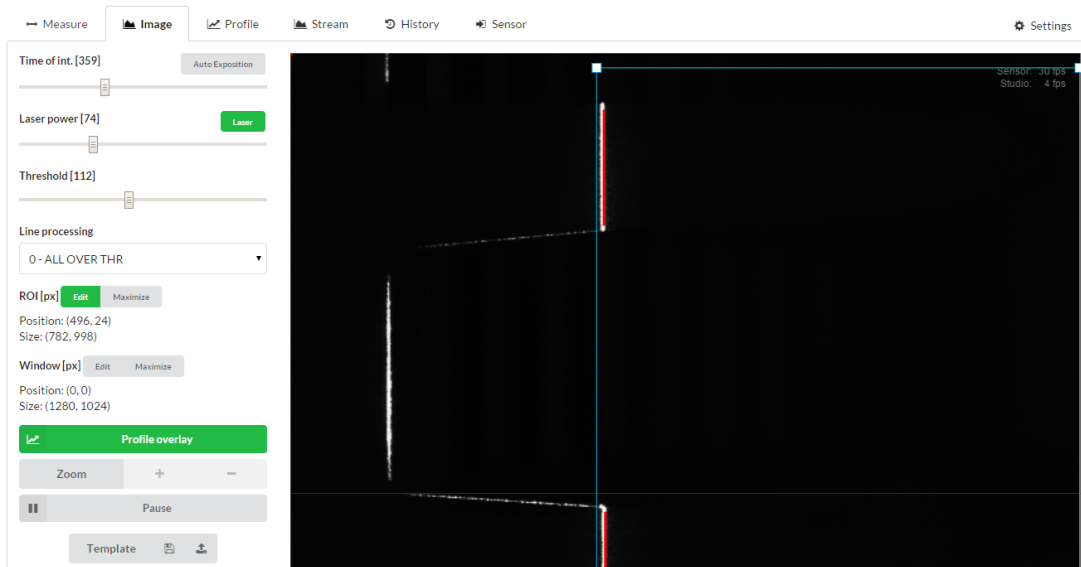 Measure Image Profile Stream History Sensor Settings
Time of int. [359] Auto Exposition
Laser power [74] Laser
Threshold [112]
Line processing
0 - ALL OVER THR
ROI [px] Edit Maximize
Position: (496, 24)
Size: (782, 998)
Window [px] Edit Maximize
Position: (0, 0)
Size: (1280, 1024)
Profile overlay
Zoom + −
Pause
Template
Sensor: 30 fps
Studio: 4 fps